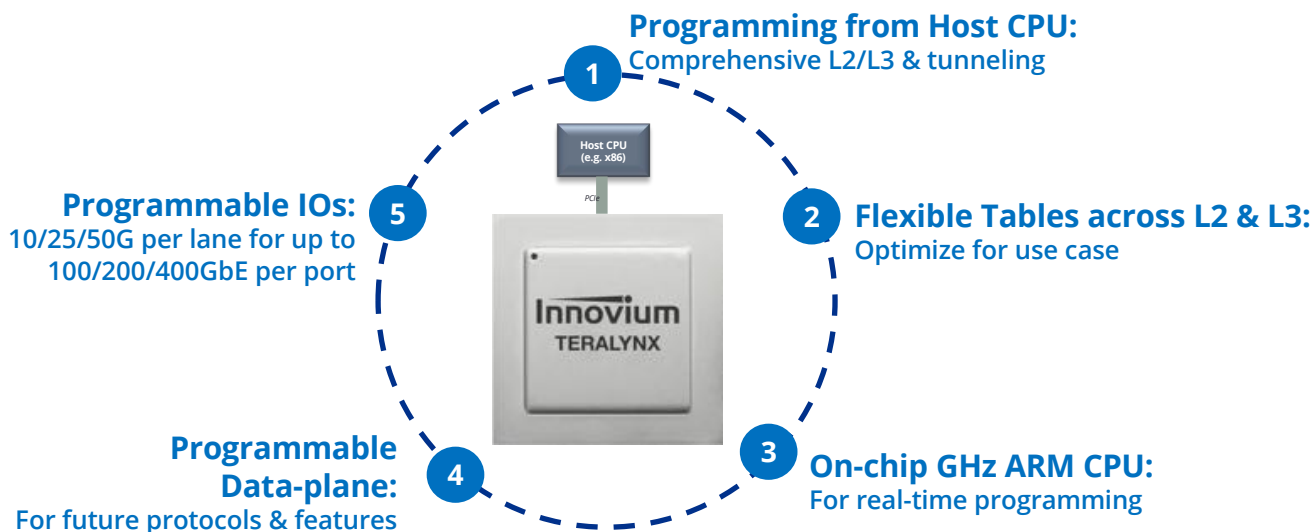 Programming from Host CPU:
Comprehensive L2/L3 & tunneling
1
Host CPU
(e.g. x86)
PCIe
Programmable IOs:
10/25/50G per lane for up to
100/200/400GbE per port
5
2
Flexible Tables across L2 & L3:
Optimize for use case
Innovium
TERALYNX
Programmable
Data-plane:
For future protocols & features
4
3
On-chip GHz ARM CPU:
For real-time programming